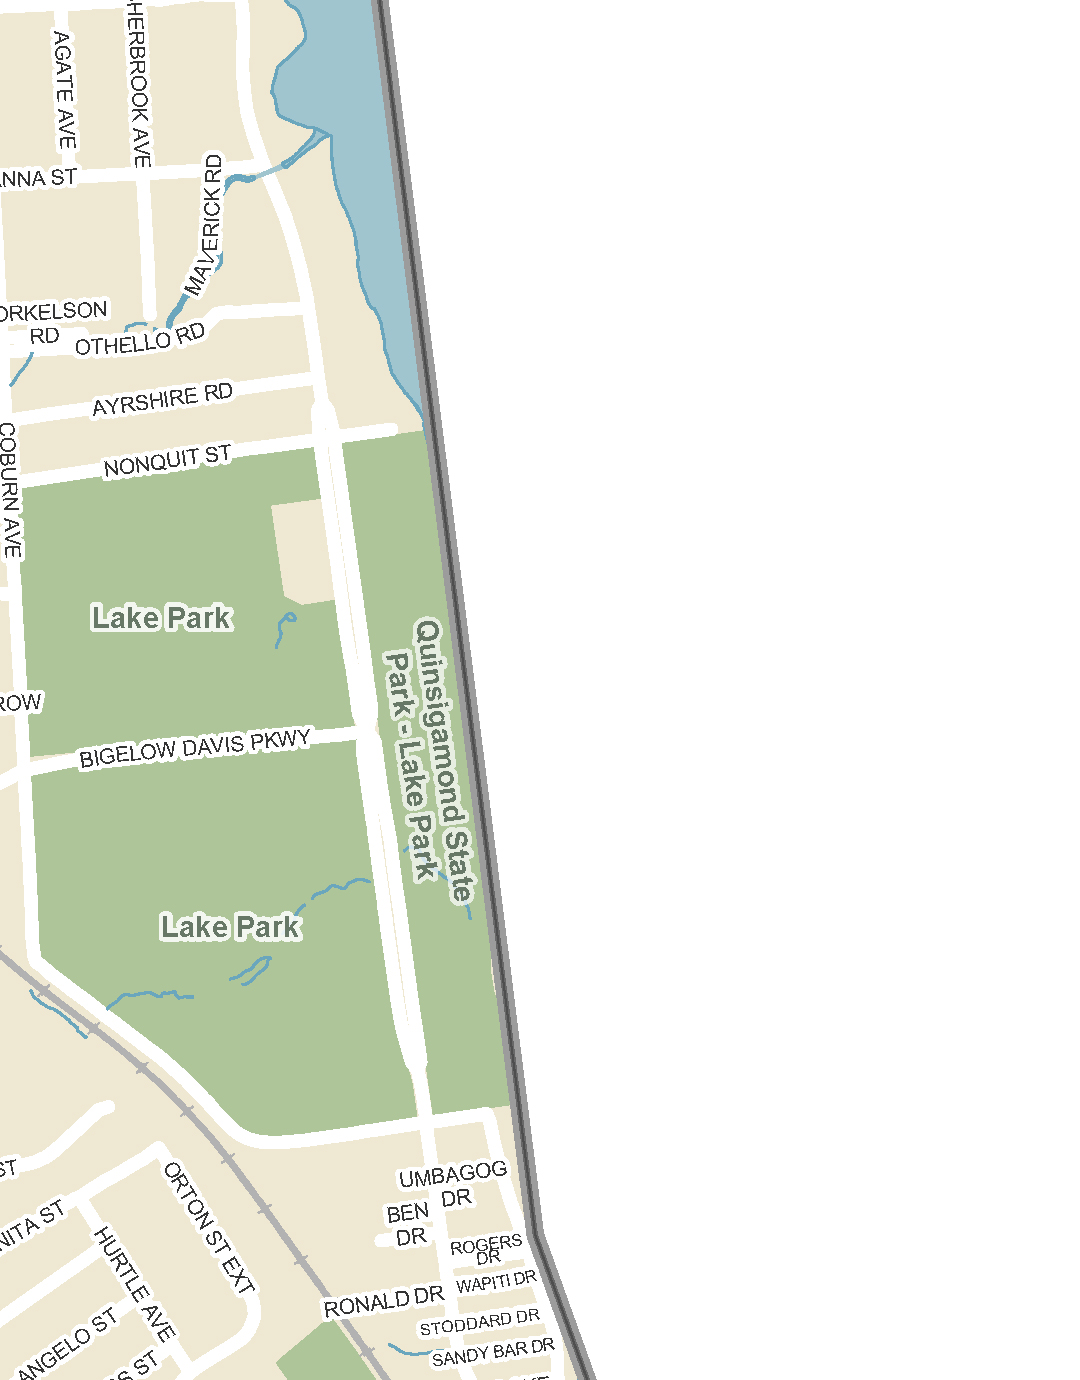 AGATE AVE
HERBROOK AVE
NNA ST
MAVERICK RD
ORKELSON
RD
OTHELLO RD
AYRSHIRE RD
COBURN AVE
NONQUIT ST
Lake Park
Quinsigamond State
Park - Lake Park
ROW
BIGELOW DAVIS PKWY
Lake Park
ST
UMBAGOG
DR
ORTON ST EXT
BEN
DR
NITA ST
HURTLE AVE
ROGERS
DR
WAPITI DR
RONALD DR
STODDARD DR
ANGELO ST
SANDY BAR DR
S ST